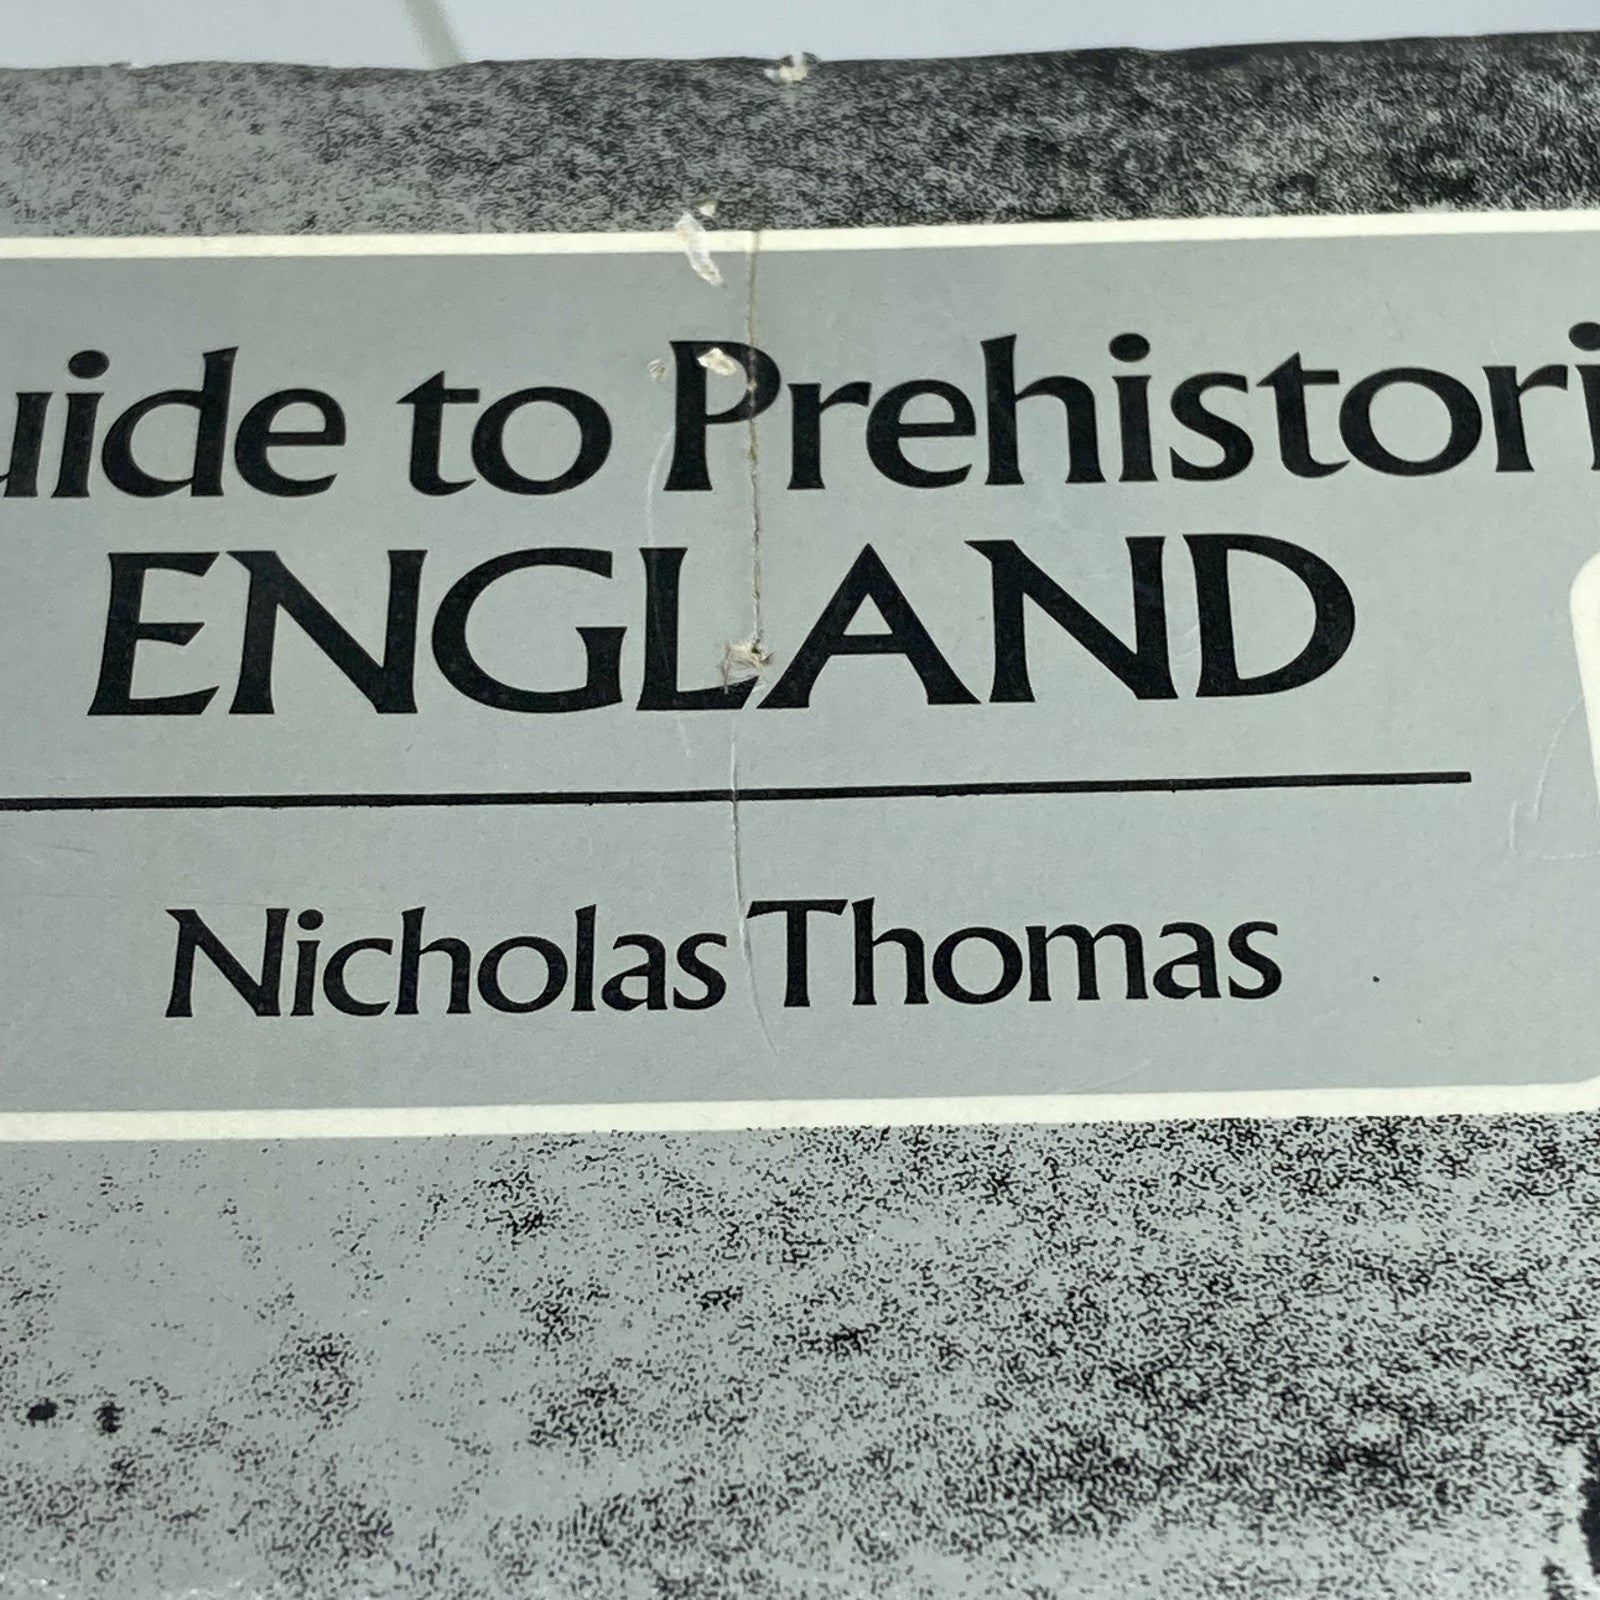 uide to Prehistori
ENGLAND
Nicholas Thomas